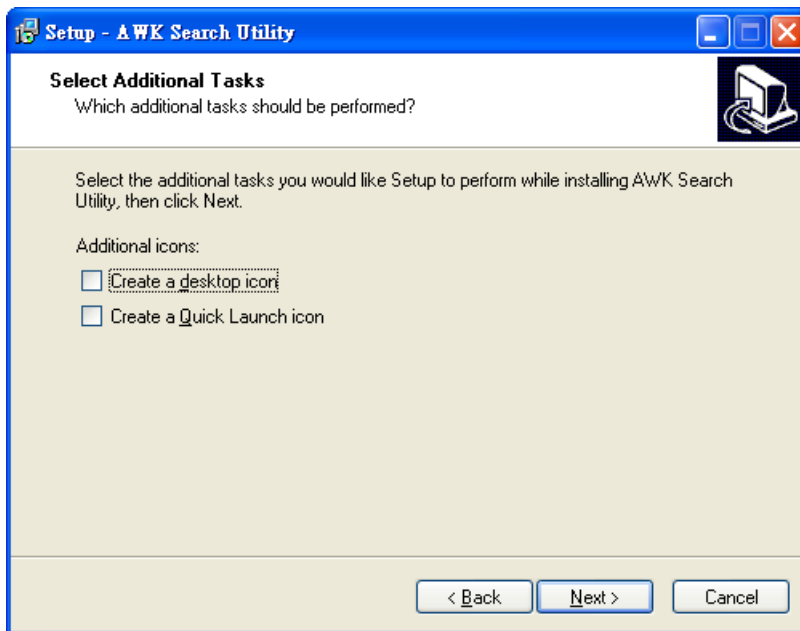 Setup - AWK Search Utility
Select Additional Tasks
Which additional tasks should be performed?
Select the additional tasks you would like Setup to perform while installing AWK Search
Utility, then click Next.
Additional icons:
Create a desktop icon
Create a Quick Launch icon
< Back
Next >
Cancel